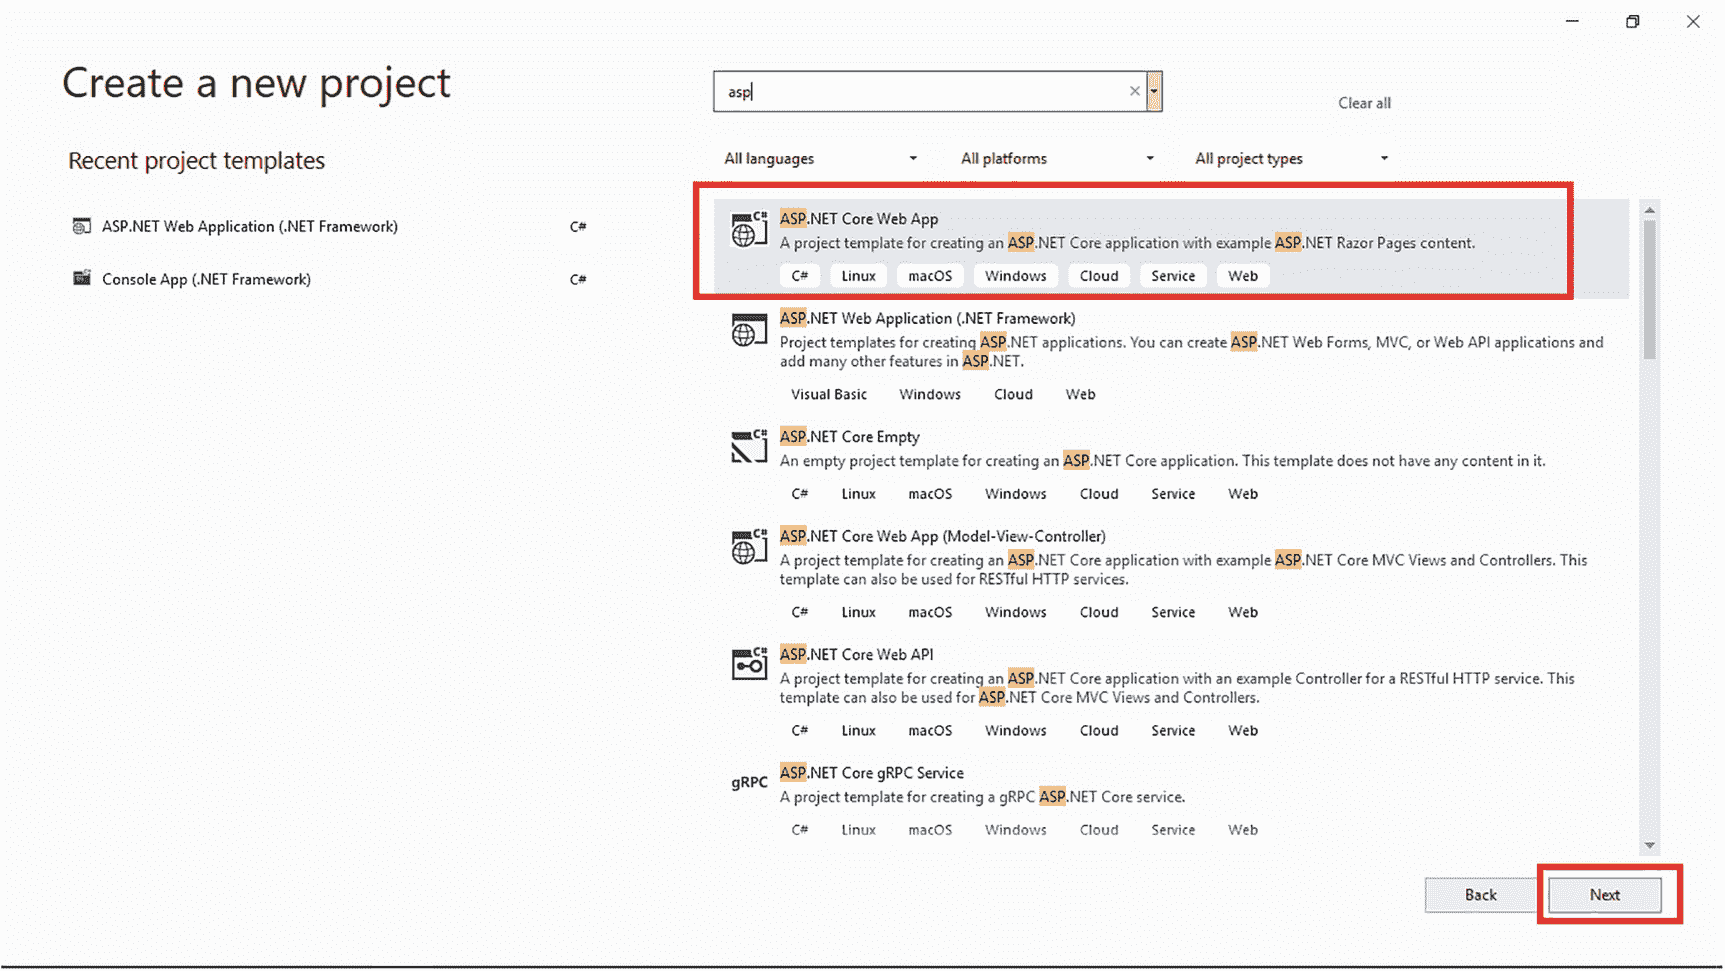 Create a new project
asp
Clear all
Recent project templates
All languages
All platforms
All project types
ASP.NET Web Application (.NET Framework) C#
Console App (.NET Framework) C#
C#
ASP.NET Core Web App
A project template for creating an ASP.NET Core application with example ASP.NET Razor Pages content.
C# Linux macOS Windows Cloud Service Web
ASP.NET Web Application (.NET Framework)
Project templates for creating ASP.NET applications. You can create ASP.NET Web Forms, MVC, or Web API applications and
add many other features in ASP.NET.
Visual Basic Windows Cloud Web
C#
ASP.NET Core Empty
An empty project template for creating an ASP.NET Core application. This template does not have any content in it.
C# Linux macOS Windows Cloud Service Web
C#
ASP.NET Core Web App (Model-View-Controller)
A project template for creating an ASP.NET Core application with example ASP.NET Core MVC Views and Controllers. This
template can also be used for RESTful HTTP services.
C# Linux macOS Windows Cloud Service Web
C#
ASP.NET Core Web API
A project template for creating an ASP.NET Core application with an example Controller for a RESTful HTTP service. This
template can also be used for ASP.NET Core MVC Views and Controllers.
C# Linux macOS Windows Cloud Service Web
gRPC
ASP.NET Core gRPC Service
A project template for creating a gRPC ASP.NET Core service.
C# Linux macOS Windows Cloud Service Web
Back
Next